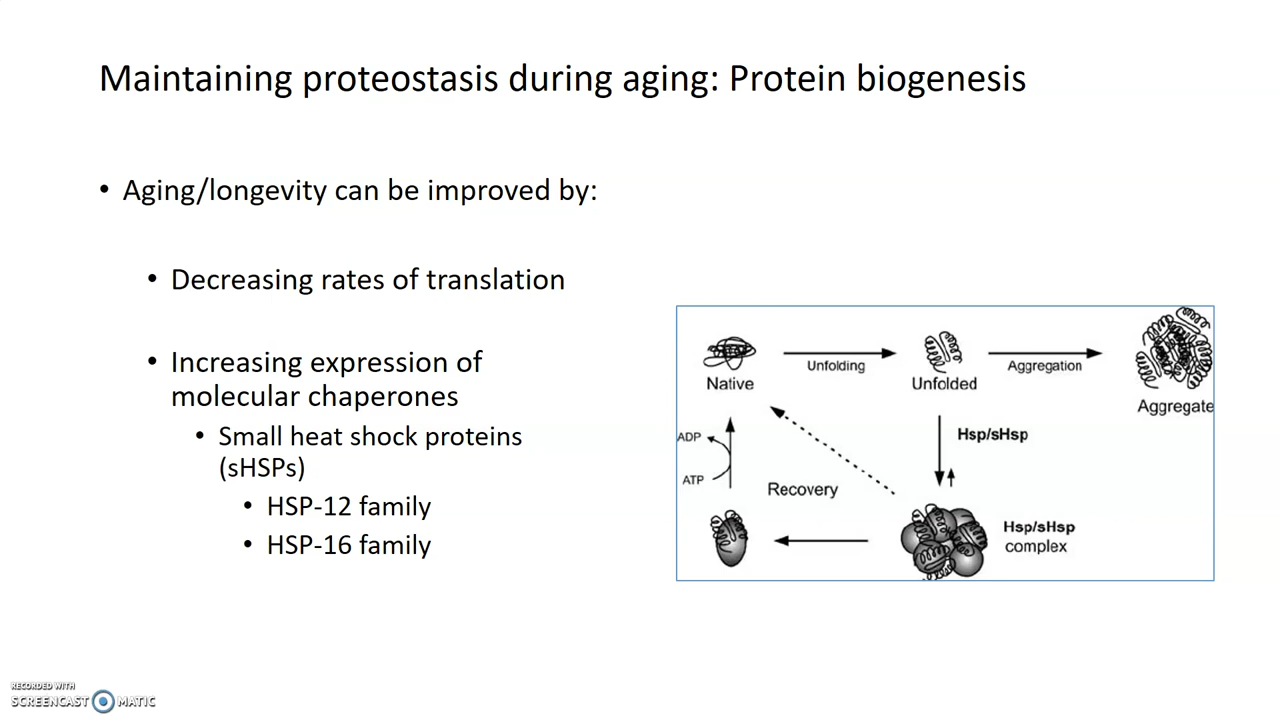 Maintaining proteostasis during aging: Protein biogenesis
• Aging/longevity can be improved by:
• Decreasing rates of translation
• Increasing expression of
molecular chaperones
• Small heat shock proteins
(sHSPs)
• HSP-12 family
• HSP-16 family
Native
Unfolding
Unfolded
Aggregation
Aggregate
Hsp/sHsp
ADP
ATP
Recovery
Hsp/sHsp
complex
RECORDED WITH
SCREENCAST MATIC